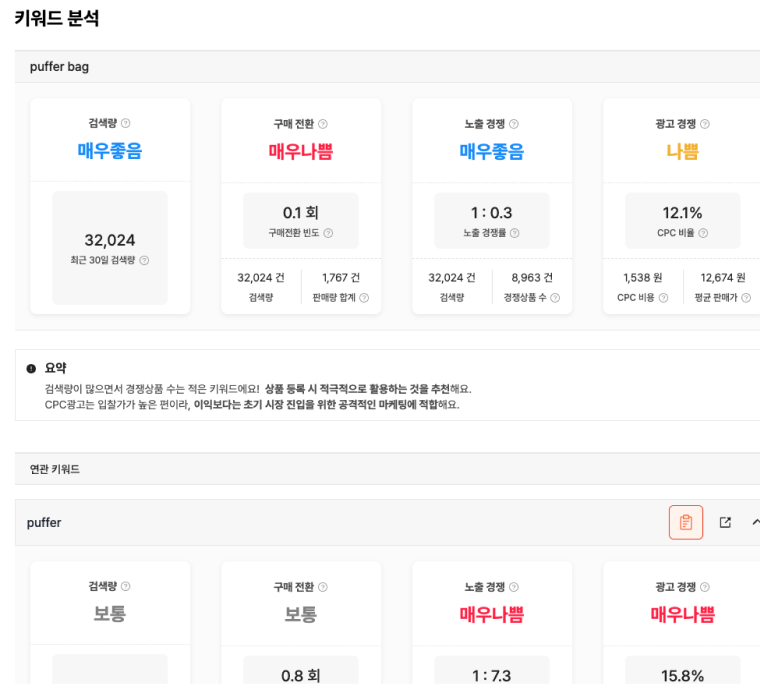 키워드 분석
puffer bag
검색량
매우좋음
32,024
최근 30일 검색량
구매 전환
매우나쁨
0.1 회
구매전환 빈도
32,024 건
검색량
1,767 건
판매량 합계
노출 경쟁
매우좋음
1 : 0.3
노출 경쟁률
32,024 건
검색량
8,963 건
경쟁상품 수
광고 경쟁
나쁨
12.1%
CPC 비율
1,538 원
CPC 비용
12,674 원
평균 판매가
요약
검색량이 많으면서 경쟁상품 수는 적은 키워드에요! 상품 등록 시 적극적으로 활용하는 것을 추천해요.
CPC광고는 입찰가가 높은 편이라, 이익보다는 초기 시장 진입을 위한 공격적인 마케팅에 적합해요.
연관 키워드
puffer
검색량
보통
구매 전환
보통
0.8 회
노출 경쟁
매우나쁨
1 : 7.3
광고 경쟁
매우나쁨
15.8%